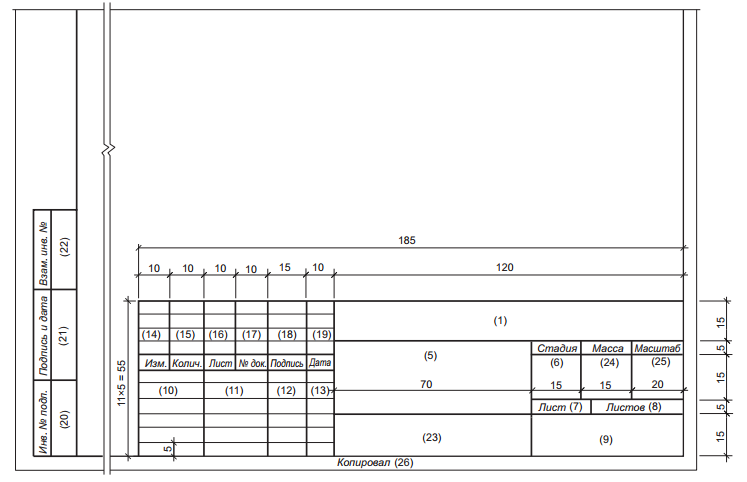 185
10 10 10 10 15 10 120
(1)
15
(14) (15) (16) (17) (18) (19)
(5)
Стадия Масса Масштаб
5
Изм. Колич. Лист № док. Подпись Дата
(6) (24) (25)
(10) (11) (12) (13)
70
15 15 20
15
Лист (7) Листов (8)
5
(23)
(9)
15
5
11×5 = 55
Копировал (26)
Взам. инв. №
(22)
Подпись и дата
(21)
Инв. № подл.
(20)